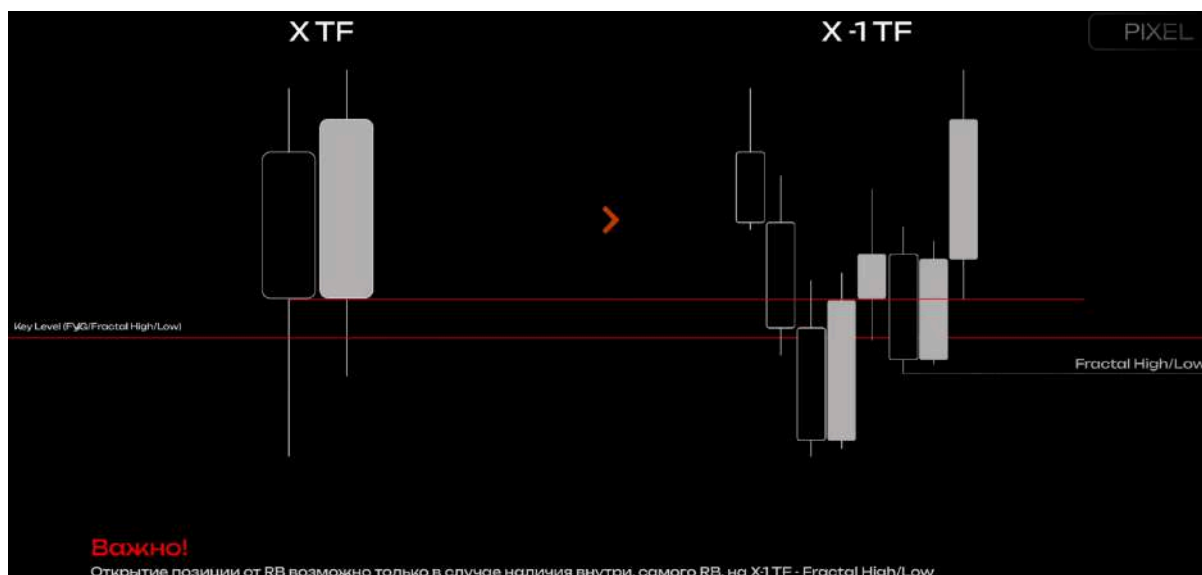 X TF
X -1 TF
PIXEL
Key Level (FVG/Fractal High/Low)
Fractal High/Low
Важно!
Открытие позиции от RB возможно только в случае наличия внутри, самого RB, на X-1 TF - Fractal High/Low